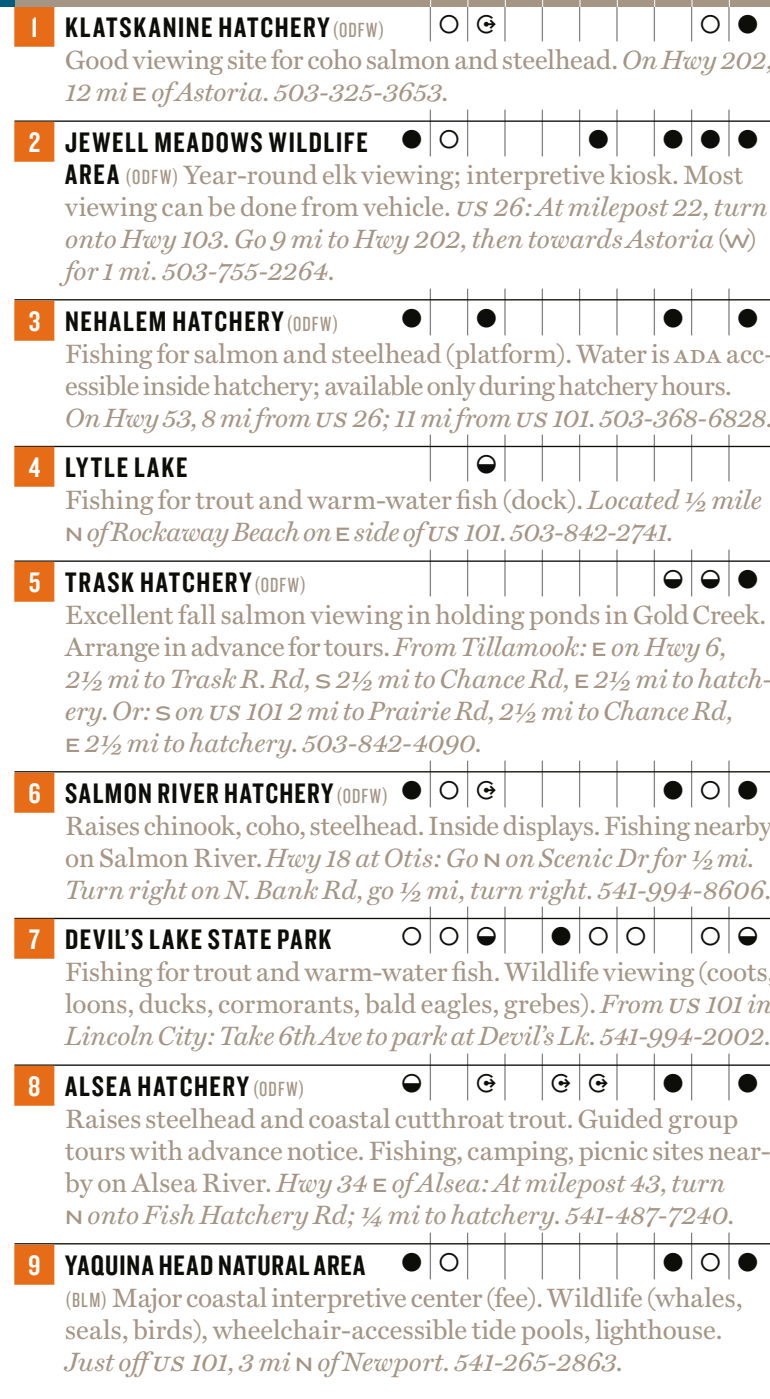 1 KLATSKANINE HATCHERY (ODFW)
Good viewing site for coho salmon and steelhead. On Hwy 202,
12 mi E of Astoria. 503-325-3653.
2 JEWELL MEADOWS WILDLIFE
AREA (ODFW) Year-round elk viewing; interpretive kiosk. Most
viewing can be done from vehicle. US 26: At milepost 22, turn
onto Hwy 103. Go 9 mi to Hwy 202, then towards Astoria (W)
for 1 mi. 503-755-2264.
3 NEHALEM HATCHERY (ODFW)
Fishing for salmon and steelhead (platform). Water is ADA acc-
essible inside hatchery; available only during hatchery hours.
On Hwy 53, 8 mi from US 26; 11 mi from US 101. 503-368-6828.
4 LYTLE LAKE
Fishing for trout and warm-water fish (dock). Located ½ mile
N of Rockaway Beach on E side of US 101. 503-842-2741.
5 TRASK HATCHERY (ODFW)
Excellent fall salmon viewing in holding ponds in Gold Creek.
Arrange in advance for tours. From Tillamook: E on Hwy 6,
2½ mi to Trask R. Rd, S 2½ mi to Chance Rd, E 2½ mi to hatch-
ery. Or: S on US 101 2 mi to Prairie Rd, 2½ mi to Chance Rd,
E 2½ mi to hatchery. 503-842-4090.
6 SALMON RIVER HATCHERY (ODFW)
Raises chinook, coho, steelhead. Inside displays. Fishing nearby
on Salmon River. Hwy 18 at Otis: Go N on Scenic Dr for ½ mi.
Turn right on N. Bank Rd, go ½ mi, turn right. 541-994-8606.
7 DEVIL'S LAKE STATE PARK
Fishing for trout and warm-water fish. Wildlife viewing (coots,
loons, ducks, cormorants, bald eagles, grebes). From US 101 in
Lincoln City: Take 6th Ave to park at Devil's Lk. 541-994-2002.
8 ALSEA HATCHERY (ODFW)
Raises steelhead and coastal cutthroat trout. Guided group
tours with advance notice. Fishing, camping, picnic sites near-
by on Alsea River. Hwy 34 E of Alsea: At milepost 43, turn
N onto Fish Hatchery Rd; ¼ mi to hatchery. 541-487-7240.
9 YAQUINA HEAD NATURAL AREA
(BLM) Major coastal interpretive center (fee). Wildlife (whales,
seals, birds), wheelchair-accessible tide pools, lighthouse.
Just off US 101, 3 mi N of Newport. 541-265-2863.